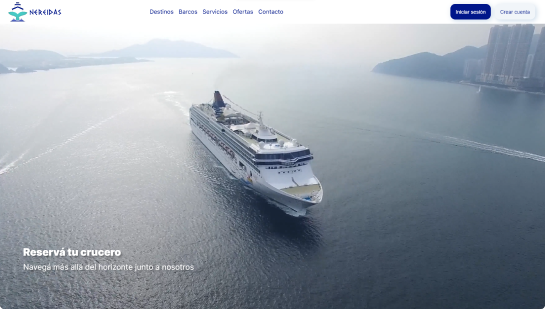 NEREIDAS
Destinos Barcos Servicios Ofertas Contacto
Iniciar sesión
Crear cuenta
Reservá tu crucero
Navegá más allá del horizonte junto a nosotros